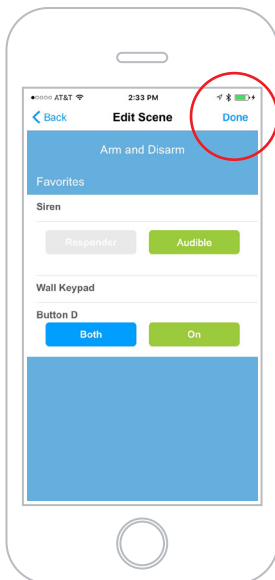 AT&T 2:33 PM
Back Edit Scene Done
Arm and Disarm
Favorites
Siren
Responder Audible
Wall Keypad
Button D
Both On